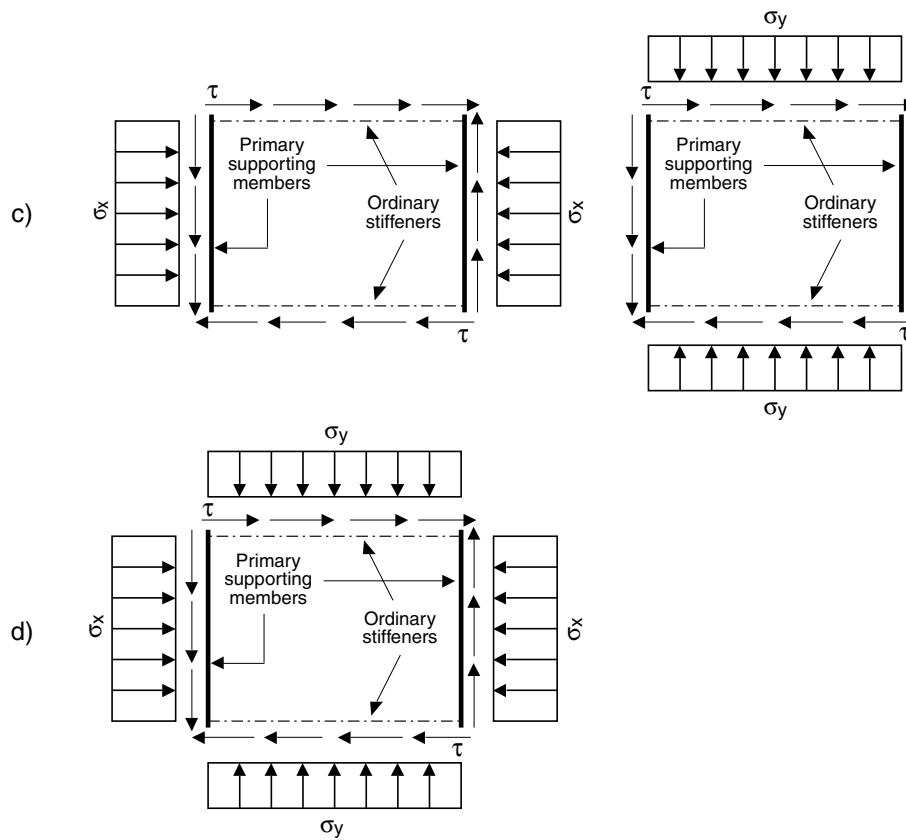 c)
τ
σx
Primary
supporting
members
Ordinary
stiffeners
σx
τ
σy
τ
Primary
supporting
members
Ordinary
stiffeners
τ
σy
d)
σy
τ
σx
Primary
supporting
members
Ordinary
stiffeners
σx
τ
σy